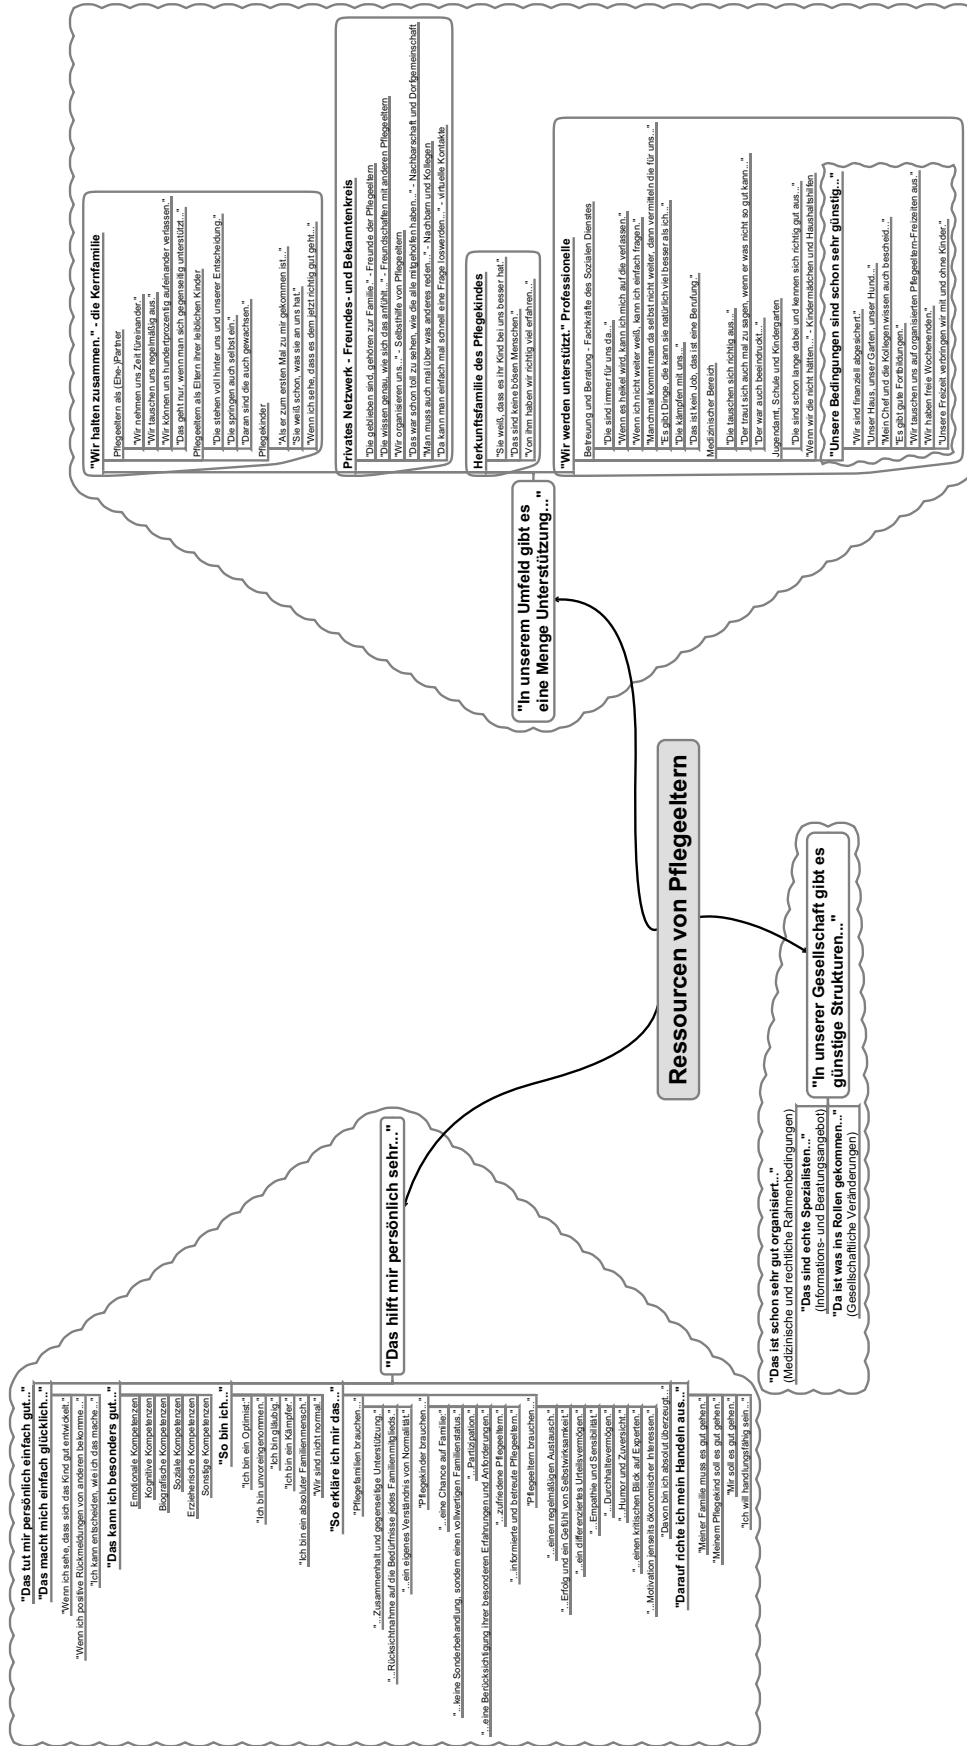 Ressourcen von Pflegeeltern
"Das hilft mir persönlich sehr..."
"Das tut mir persönlich einfach gut..."
"Das macht mich einfach glücklich..."
"Wenn ich sehe, dass sich das Kind gut entwickelt."
"Wenn ich positive Rückmeldungen von anderen bekomme..."
"Ich kann entscheiden, wie ich das mache..."
"Das kann ich besonders gut..."
Emotionale Kompetenzen
Kognitive Kompetenzen
Biografische Kompetenzen
Soziale Kompetenzen
Erzieherische Kompetenzen
Sonstige Kompetenzen
"So bin ich..."
"Ich bin ein Optimist."
"Ich bin unvoreingenommen."
"Ich bin gläubig."
"Ich bin ein Kämpfer."
"Ich bin ein absoluter Familienmensch."
"Wir sind nicht normal."
"So erkläre ich mir das..."
"Pflegefamilien brauchen...
"...Zusammenhalt und gegenseitige Unterstützung."
"...Rücksichtnahme auf die Bedürfnisse jedes Familienmitglieds."
"...ein eigenes Verständnis von Normalität."
"Pflegekinder brauchen...
"...eine Chance auf Familie."
"...keine Sonderbehandlung, sondern einen vollwertigen Familienstatus."
"...Partizipation."
"...eine Berücksichtigung ihrer besonderen Erfahrungen und Anforderungen."
"...zufriedene Pflegeeltern."
"...informierte und betreute Pflegeeltern."
"Pflegeeltern brauchen..."
"...einen regelmäßigen Austausch."
"...Erfolg und ein Gefühl von Selbstwirksamkeit."
"...ein differenziertes Urteilsvermögen."
"...Empathie und Sensibilität."
"...Durchhaltevermögen."
"...Humor und Zuversicht."
"...einen kritischen Blick auf Experten."
"...Motivation jenseits ökonomischer Interessen."
"Davon bin ich absolut überzeugt..."
"Darauf richte ich mein Handeln aus..."
"Meiner Familie muss es gut gehen."
"Meinem Pflegekind soll es gut gehen."
"Mir soll es gut gehen."
"Ich will handlungsfähig sein..."
"In unserer Gesellschaft gibt es
günstige Strukturen..."
"Das ist schon sehr gut organisiert..."
(Medizinische und rechtliche Rahmenbedingungen)
"Das sind echte Spezialisten..."
(Informations- und Beratungsangebot)
"Da ist was ins Rollen gekommen..."
(Gesellschaftliche Veränderungen)
"In unserem Umfeld gibt es
eine Menge Unterstützung..."
"Wir halten zusammen." - die Kernfamilie
Pflegeeltern als (Ehe-)Partner
"Wir nehmen uns Zeit füreinander."
"Wir tauschen uns regelmäßig aus."
"Wir können uns hundertprozentig aufeinander verlassen."
"Das geht nur, wenn man sich gegenseitig unterstützt..."
Pflegeeltern als Eltern ihrer leiblichen Kinder
"Die stehen voll hinter uns und unserer Entscheidung."
"Die springen auch selbst ein."
"Daran sind die auch gewachsen."
Pflegekinder
"Als er zum ersten Mal zu mir gekommen ist..."
"Sie weiß schon, was sie an uns hat."
"Wenn ich sehe, dass es dem jetzt richtig gut geht..."
Privates Netzwerk - Freundes- und Bekanntenkreis
"Die geblieben sind, gehören zur Familie." - Freunde der Pflegeeltern
"Die wissen genau, wie sich das anfühlt..." - Freundschaften mit anderen Pflegeeltern
"Wir organisieren uns..." - Selbsthilfe von Pflegeeltern
"Das war schon toll zu sehen, wie die alle mitgeholfen haben..." - Nachbarschaft und Dorfgemeinschaft
"Man muss auch mal über was anderes reden..." - Nachbarn und Kollegen
"Da kann man einfach mal schnell eine Frage loswerden..." - virtuelle Kontakte
Herkunftsfamilie des Pflegekindes
"Sie weiß, dass es ihr Kind bei uns besser hat."
"Das sind keine bösen Menschen."
"Von ihm haben wir richtig viel erfahren..."
"Wir werden unterstützt." Professionelle
Betreuung und Beratung - Fachkräfte des Sozialen Dienstes
"Die sind immer für uns da..."
"Wenn es heikel wird, kann ich mich auf die verlassen."
"Wenn ich nicht weiter weiß, kann ich einfach fragen."
"Manchmal kommt man da selbst nicht weiter, dann vermitteln die für uns..."
"Es gibt Dinge, die kann sie natürlich viel besser als ich..."
"Die kämpfen mit uns..."
"Das ist kein Job, das ist eine Berufung."
Medizinischer Bereich
"Die tauschen sich richtig aus..."
"Der traut sich auch mal zu sagen, wenn er was nicht so gut kann..."
"Der war auch beeindruckt..."
Jugendamt, Schule und Kindergarten
"Die sind schon lange dabei und kennen sich richtig gut aus..."
"Wenn wir die nicht hätten..." - Kindermädchen und Haushaltshilfen
"Unsere Bedingungen sind schon sehr günstig..."
"Wir sind finanziell abgesichert."
"Unser Haus, unser Garten, unser Hund..."
"Mein Chef und die Kollegen wissen auch bescheid..."
"Es gibt gute Fortbildungen."
"Wir tauschen uns auf organisierten Pflegeeltern-Freizeiten aus."
"Wir haben freie Wochenenden."
"Unsere Freizeit verbringen wir mit und ohne Kinder."